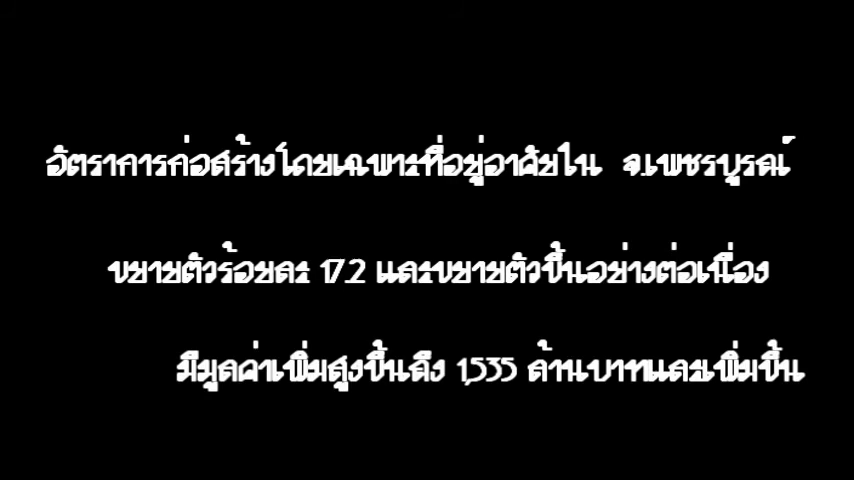 อัตราการก่อสร้างโดยเฉพาะที่อยู่อาศัยใน จ.เพชรบูรณ์
ขยายตัวร้อยละ 17.2 และขยายตัวขึ้นอย่างต่อเนื่อง
มีมูลค่าเพิ่มสูงขึ้นถึง 1,535 ล้านบาทและเพิ่มขึ้น